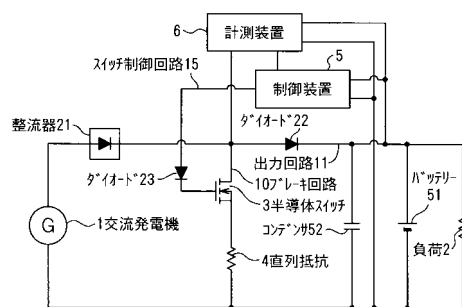 6
計測装置
5
スイッチ制御回路15
制御装置
整流器21
ダイオード22
出力回路11
ダイオード23
10ブレーキ回路
3半導体スイッチ
バッテリー
51
G
1交流発電機
コンデンサ52
4直列抵抗
負荷2